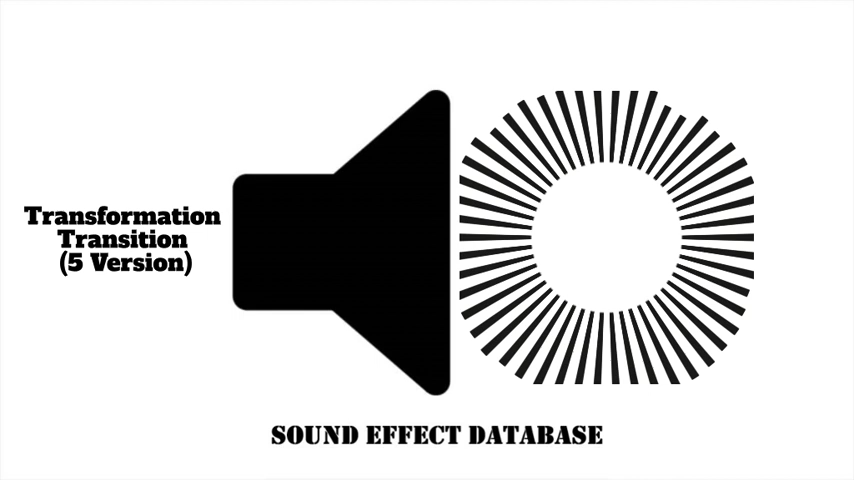 Transformation
Transition
(5 Version)
SOUND EFFECT DATABASE